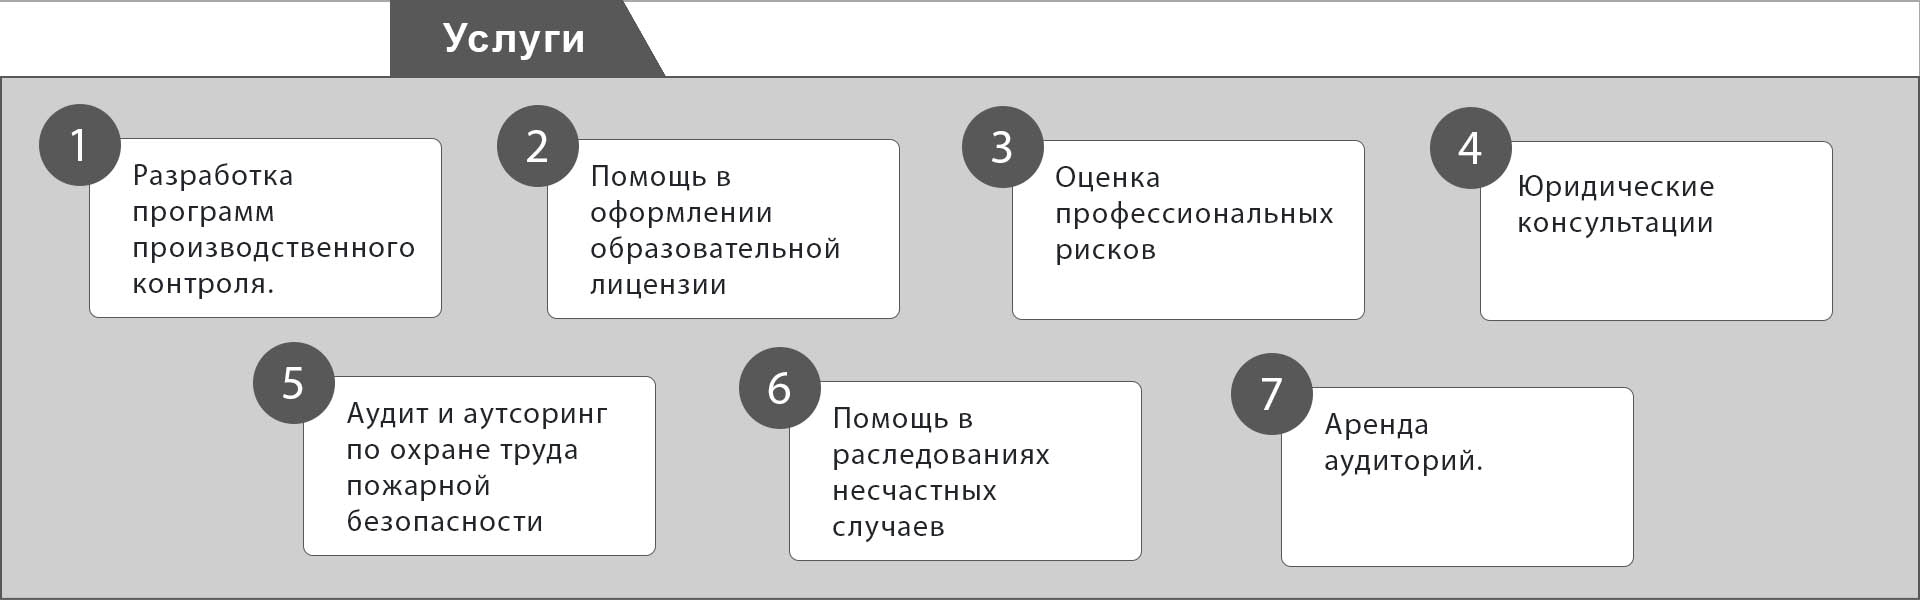 Услуги
1
Разработка
программ
производственного
контроля.
2
Помощь в
оформлении
образовательной
лицензии
3
Оценка
профессиональных
рисков
4
Юридические
консультации
5
Аудит и аутсоринг
по охране труда
пожарной
безопасности
6
Помощь в
раследованиях
несчастных
случаев
7
Аренда
аудиторий.